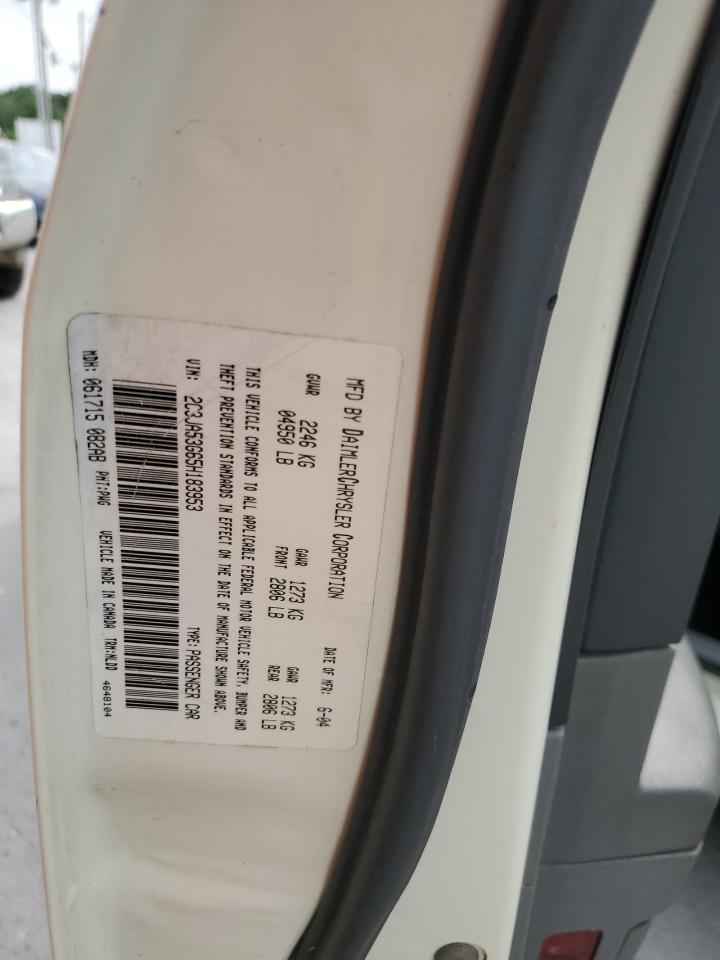 MFD BY DAIMLERCHRYSLER CORPORATION DATE OF MFR: 6-04
GVWR 2246 KG GAWR 1273 KG GAWR 1273 KG
04950 LB FRONT 2806 LB REAR 2806 LB
THIS VEHICLE CONFORMS TO ALL APPLICABLE FEDERAL MOTOR VEHICLE SAFETY, BUMPER AND
THEFT PREVENTION STANDARDS IN EFFECT ON THE DATE OF MANUFACTURE SHOWN ABOVE.
VIN: 2C3JA53G65H183953 TYPE: PASSENGER CAR
MDH: 061715 082AB PNT:PWG VEHICLE MADE IN CANADA TRM:MLJD 4648104